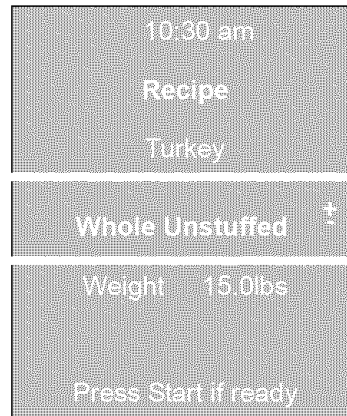 10:30 am
Recipe
Turkey
Whole Unstuffed ±
Weight 15.0lbs
Press Start if ready